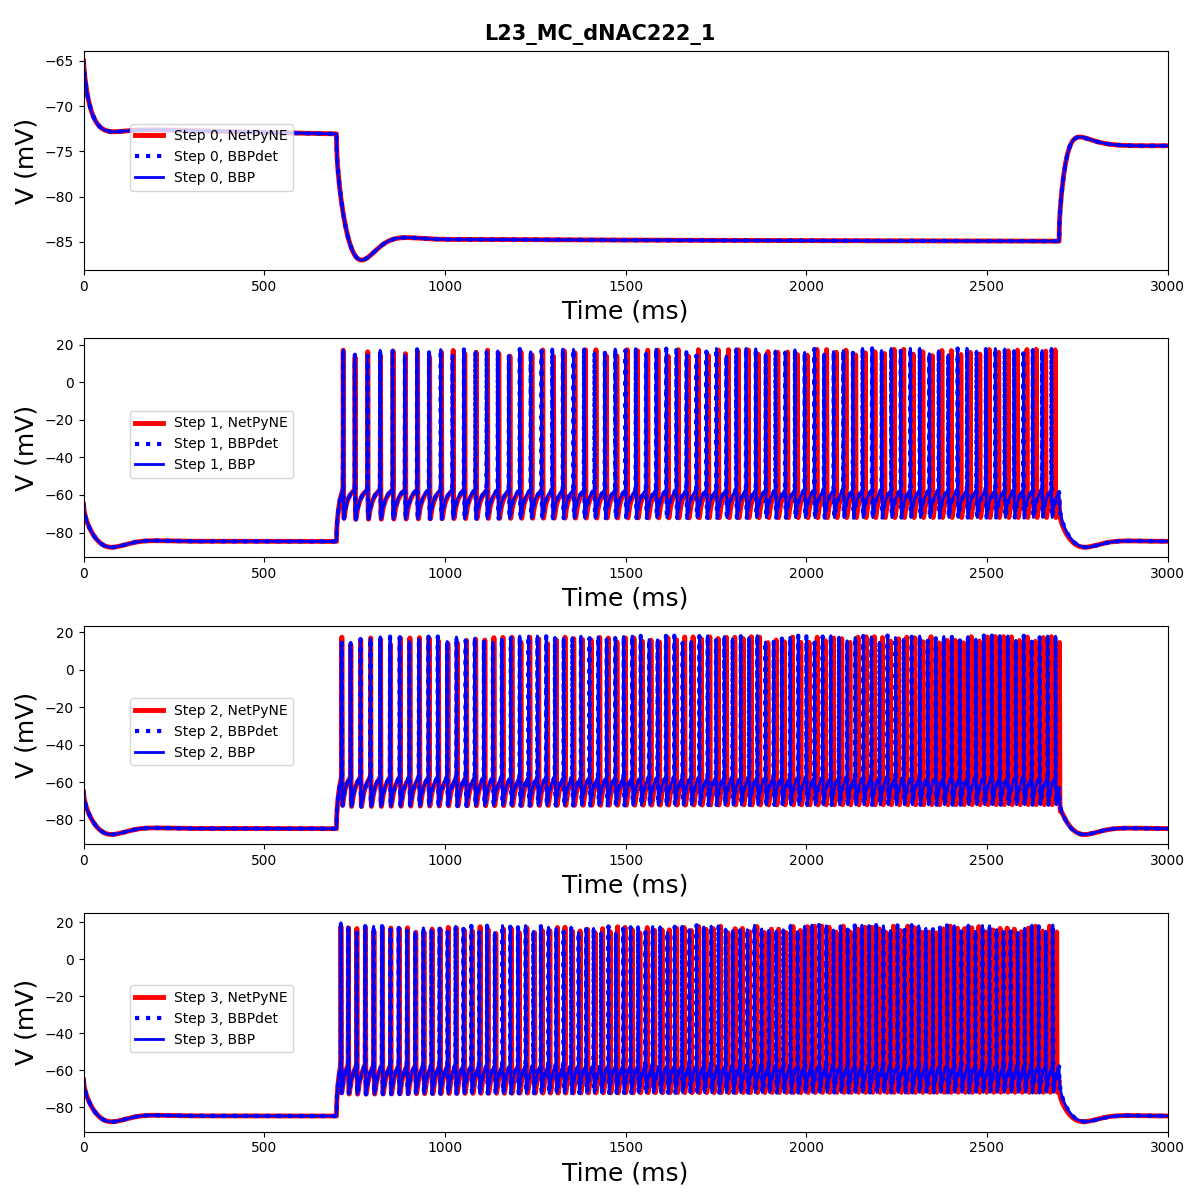 L23_MC_dNAC222_1
−65
−70
−75
−80
−85
V (mV)
Step 0, NetPyNE
Step 0, BBPdet
Step 0, BBP
0 500 1000 1500 2000 2500 3000
Time (ms)
20
0
−20
−40
−60
−80
V (mV)
Step 1, NetPyNE
Step 1, BBPdet
Step 1, BBP
0 500 1000 1500 2000 2500 3000
Time (ms)
20
0
−20
−40
−60
−80
V (mV)
Step 2, NetPyNE
Step 2, BBPdet
Step 2, BBP
0 500 1000 1500 2000 2500 3000
Time (ms)
20
0
−20
−40
−60
−80
V (mV)
Step 3, NetPyNE
Step 3, BBPdet
Step 3, BBP
0 500 1000 1500 2000 2500 3000
Time (ms)